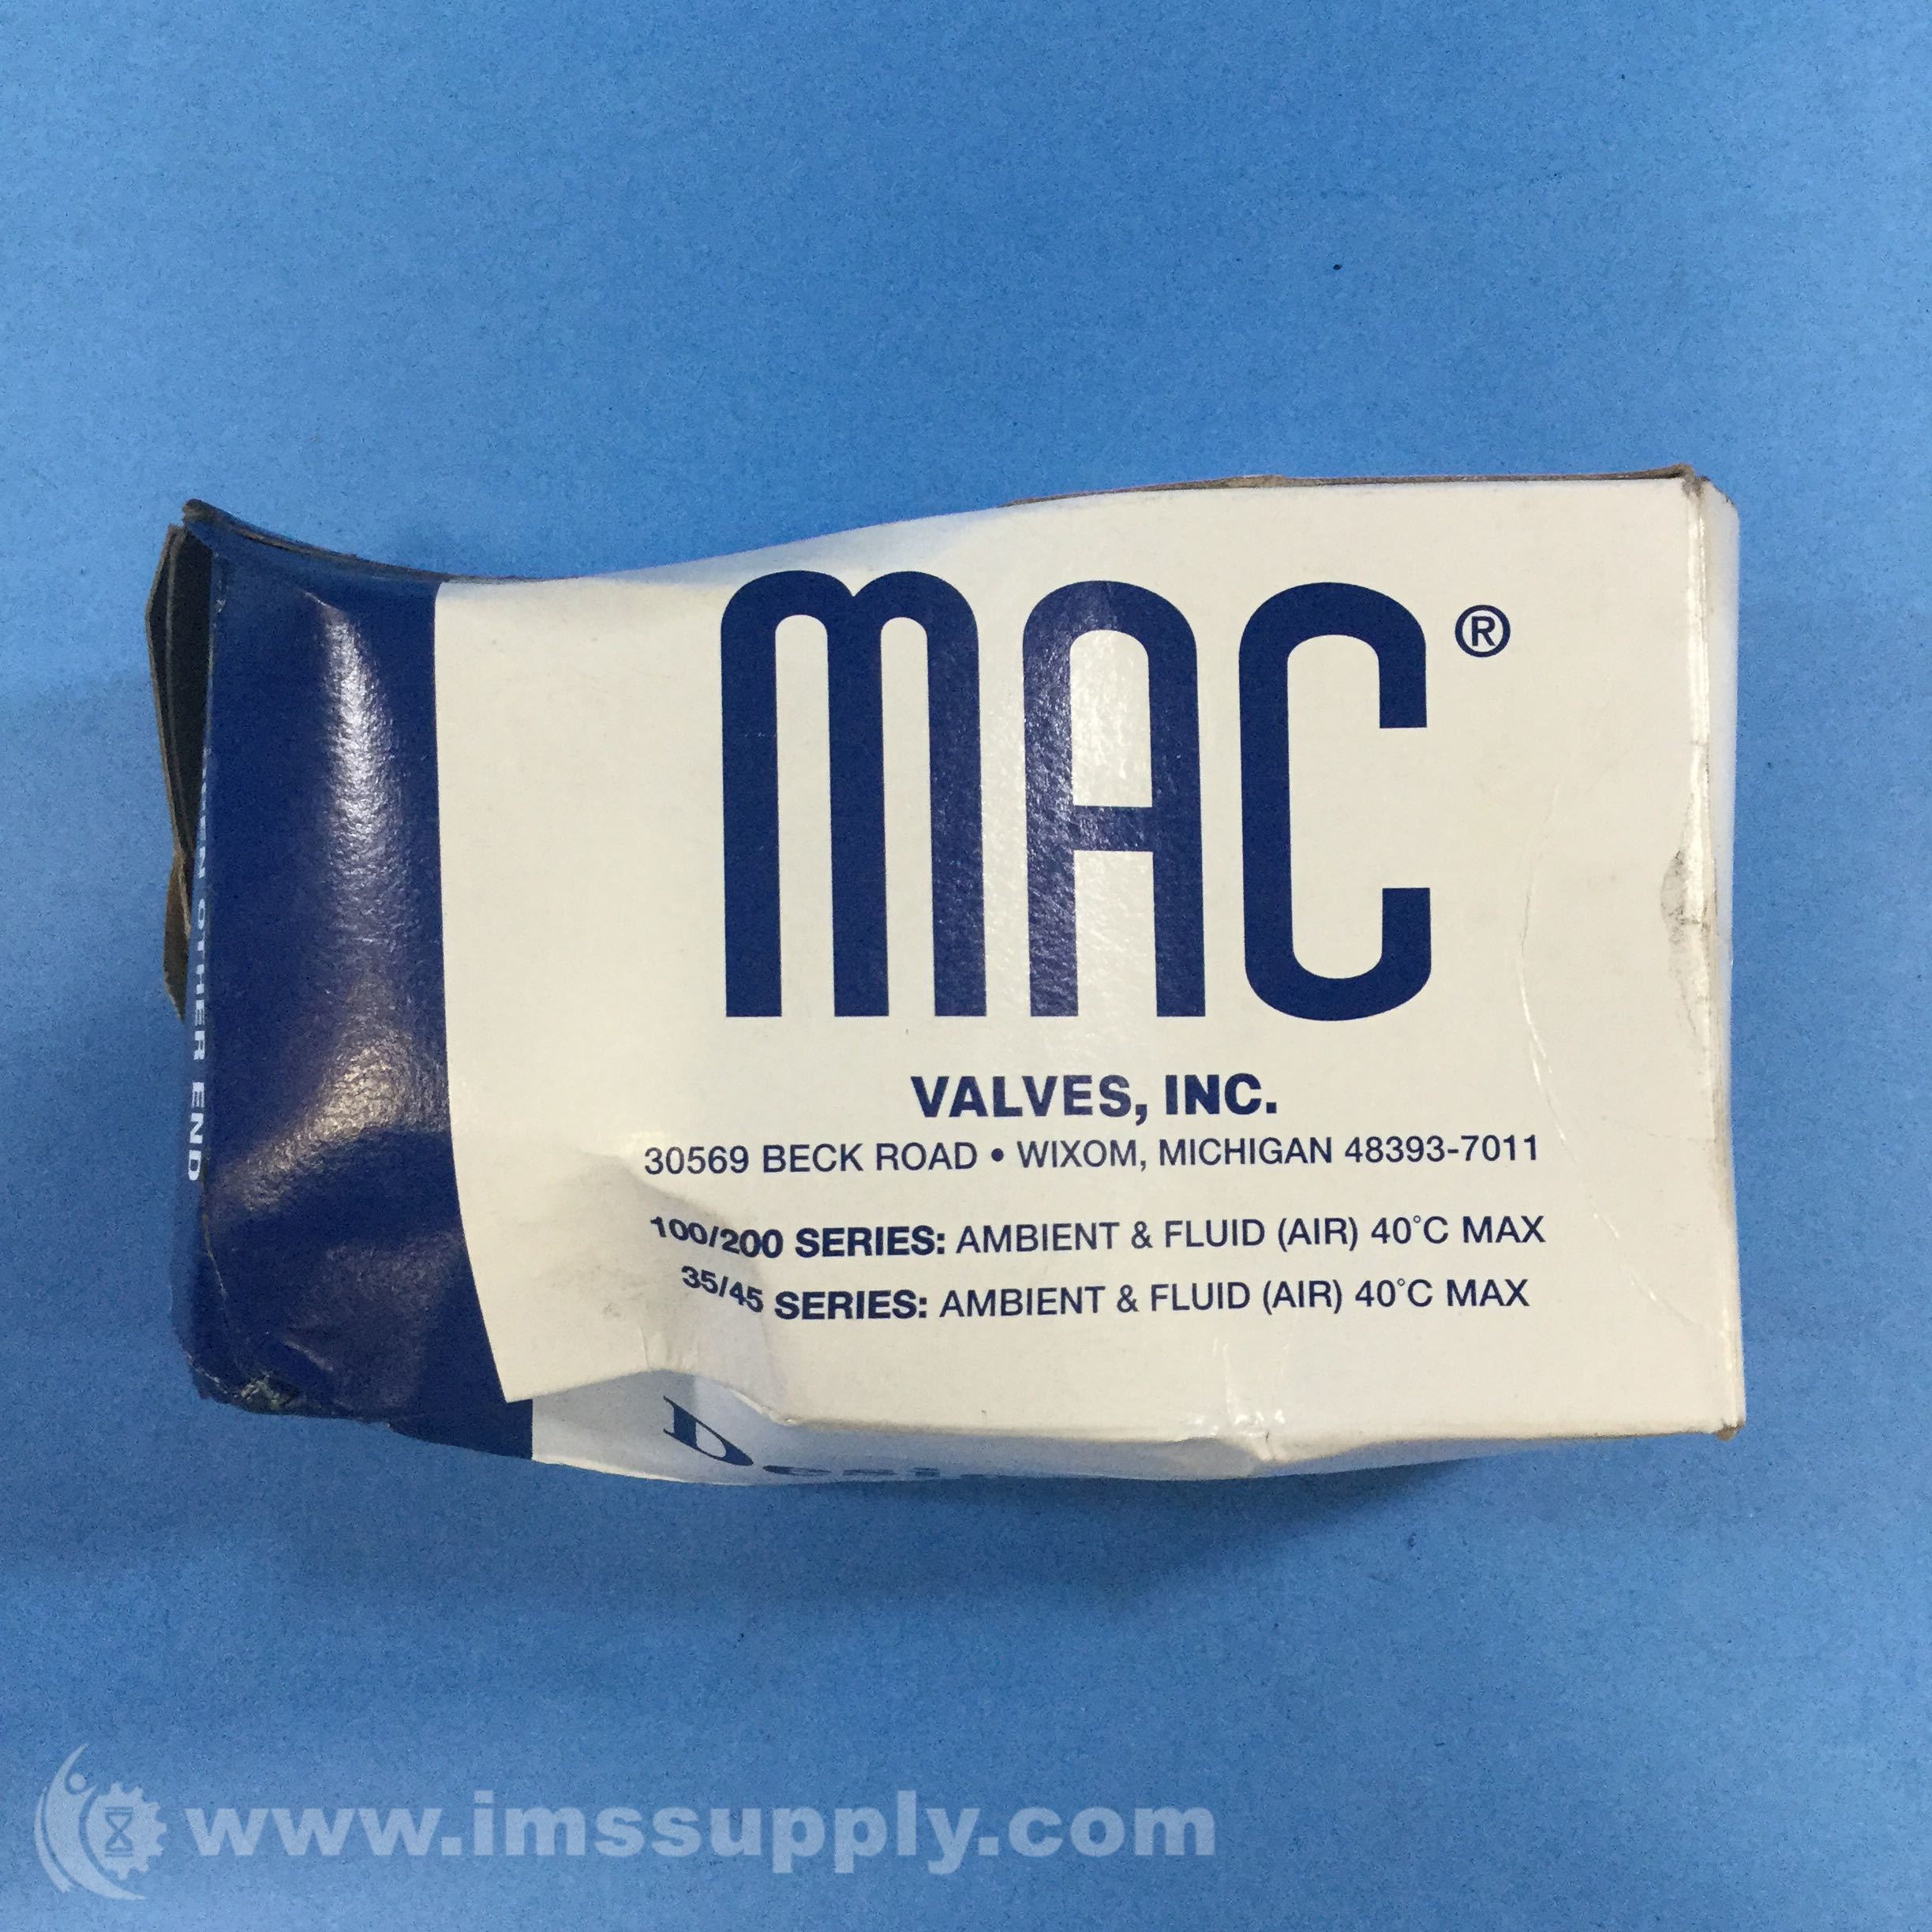 MAC®
VALVES, INC.
30569 BECK ROAD • WIXOM, MICHIGAN 48393-7011
100/200 SERIES: AMBIENT & FLUID (AIR) 40°C MAX
35/45 SERIES: AMBIENT & FLUID (AIR) 40°C MAX
OTHER END
www.imssupply.com